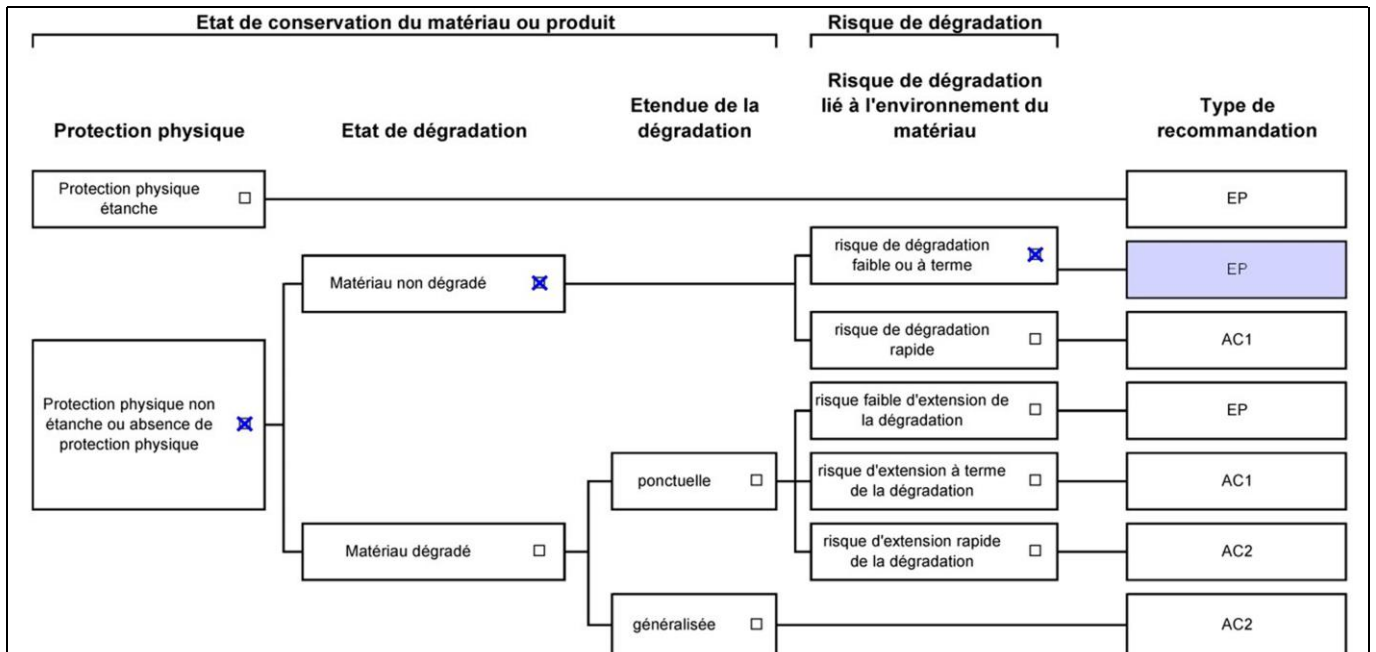 Etat de conservation du matériau ou produit
Risque de dégradation
Protection physique
Etat de dégradation
Etendue de la
dégradation
Risque de dégradation
lié à l'environnement du
matériau
Type de
recommandation
Protection physique
étanche
EP
risque de dégradation
faible ou à terme
EP
Matériau non dégradé
risque de dégradation
rapide
AC1
Protection physique non
étanche ou absence de
protection physique
risque faible d'extension de
la dégradation
EP
ponctuelle
risque d'extension à terme
de la dégradation
AC1
Matériau dégradé
risque d'extension rapide
de la dégradation
AC2
généralisée
AC2